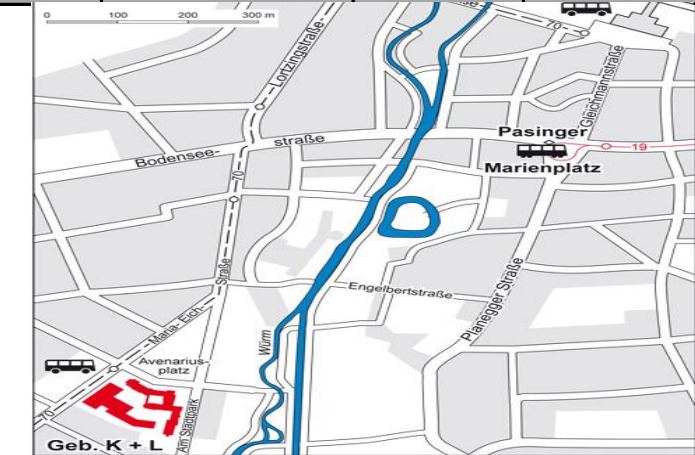 0 100 200 300 m
Lortzingstraße-
Gleichmannstraße
Pasinger
19
Marienplatz
Bodensee-
straße
70
Straße
Engelbertstraße
Planegger Straße
Maria- Eich-
Würm
Avenarius-
platz
70
Am Stadtpark
Geb. K + L